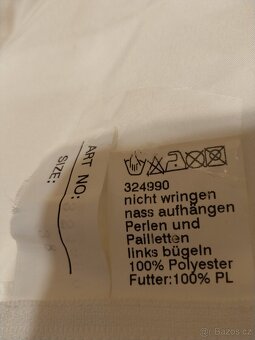 324990
nicht wringen
nass aufhängen
Perlen und
Pailletten
links bügeln
100% Polyester
Futter:100% PL
ART NO:
SIZE:
© Sbazar.cz